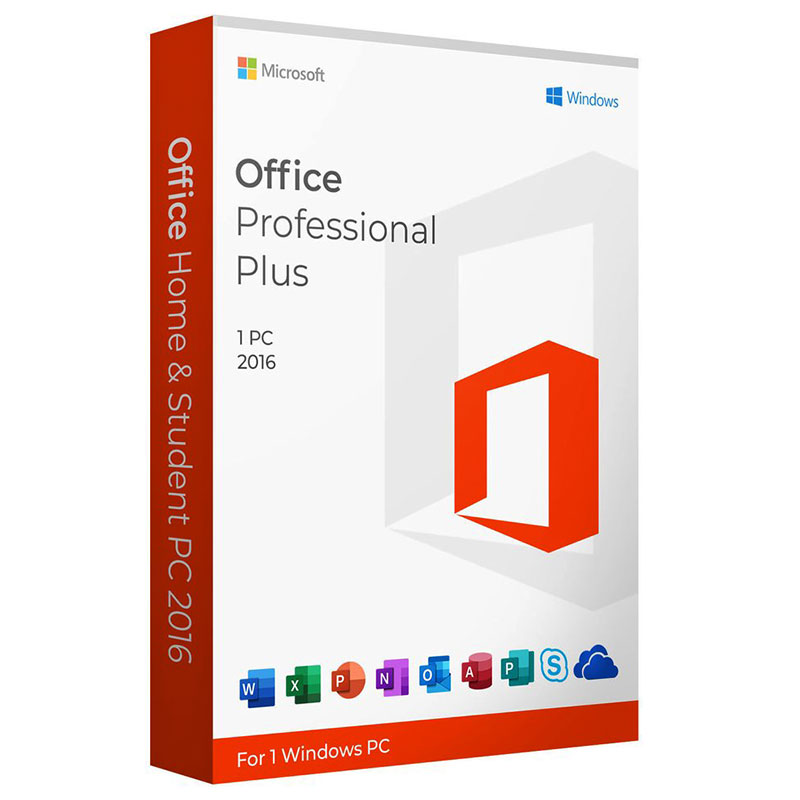 Microsoft
Windows
Office
Professional
Plus
1 PC
2016
W X P N O A P S
For 1 Windows PC
Office Home & Student PC 2016